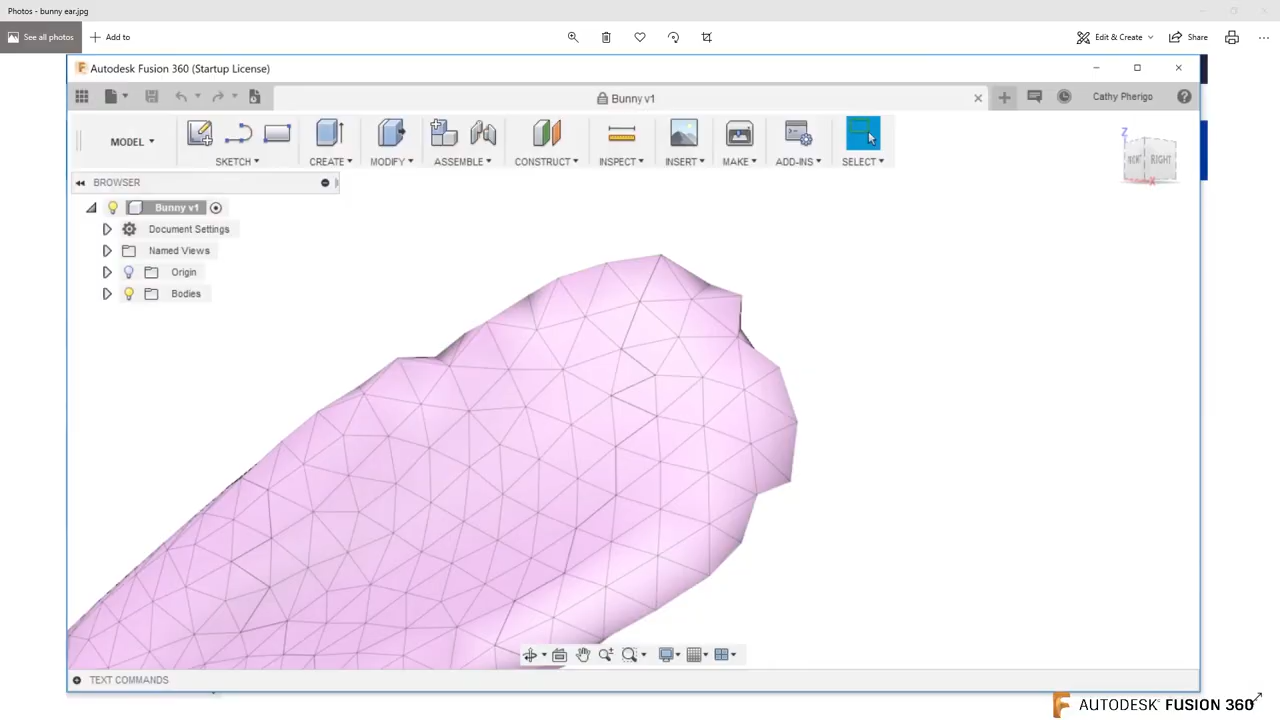 Photos - bunny ear.jpg
See all photos
Add to
Edit & Create
Share
Autodesk Fusion 360 (Startup License)
Bunny v1
Cathy Pherigo
MODEL
SKETCH
CREATE
MODIFY
ASSEMBLE
CONSTRUCT
INSPECT
INSERT
MAKE
ADD-INS
SELECT
Z
RIGHT
X
BROWSER
Bunny v1
Document Settings
Named Views
Origin
Bodies
TEXT COMMANDS
AUTODESK® FUSION 360®